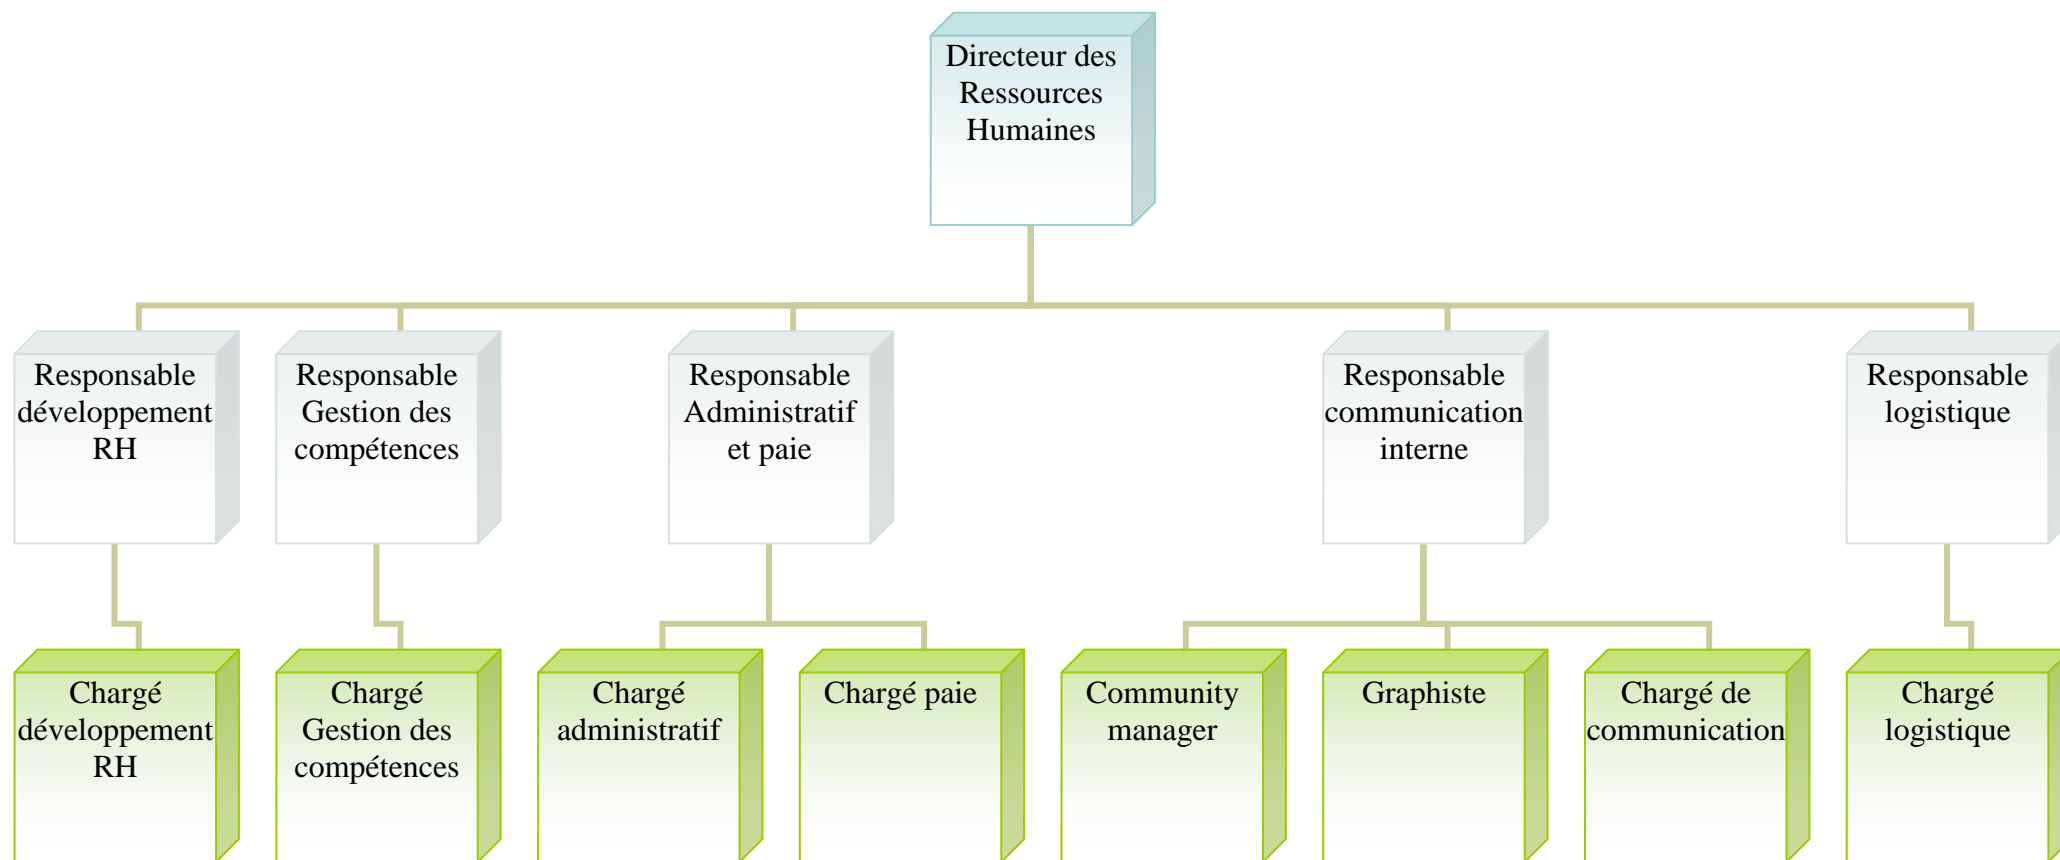 Directeur des
Ressources
Humaines
Responsable
développement
RH
Responsable
Gestion des
compétences
Responsable
Administratif
et paie
Responsable
communication
interne
Responsable
logistique
Chargé
développement
RH
Chargé
Gestion des
compétences
Chargé
administratif
Chargé paie
Community
manager
Graphiste
Chargé de
communication
Chargé
logistique